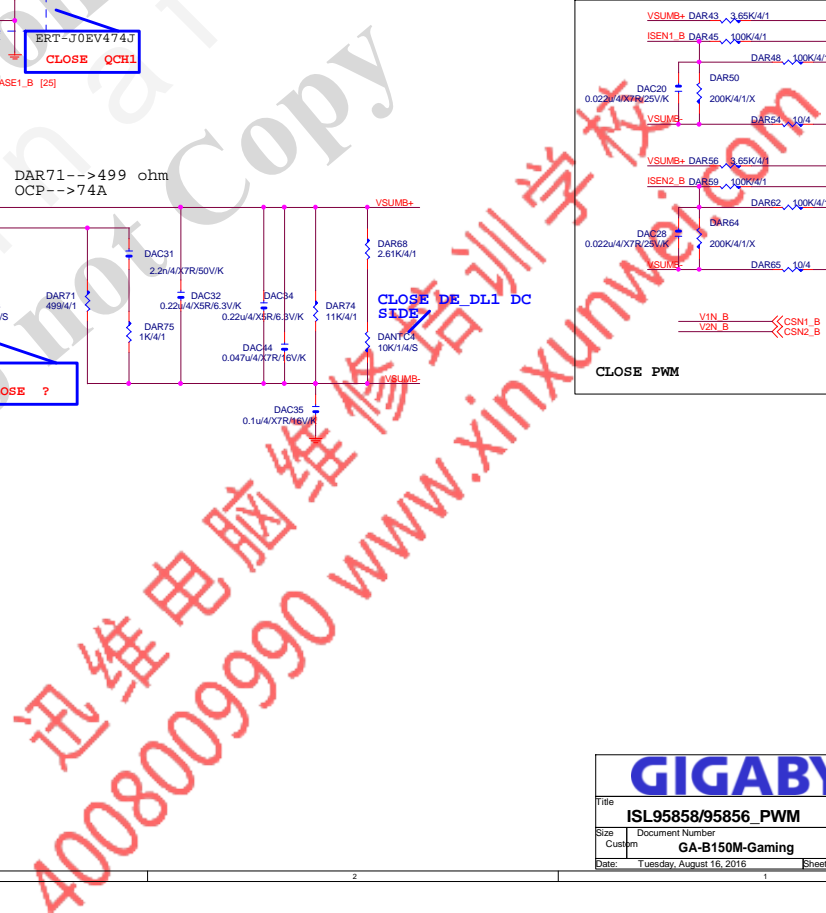 ERT-J0EV474J
CLOSE QCH1
ASE1_B [25]
Do not Copy
DAR71-->499 ohm
OCP-->74A
VSUMB+
DAC31
2.2n/4/X7R/50V/K
DAR71
499/4/1
DAC32
0.22u/4/X5R/6.3V/K
DAR75
1K/4/1
DAC34
0.22u/4/X5R/6.3V/K
DAC44
0.047u/4/X7R/16V/K
DAR74
11K/4/1
DAR68
2.61K/4/1
CLOSE DE_DL1 DC
SIDE
DANTC4
10K/1/4/S
VSUMB-
DAC35
0.1u/4/X7R/16V/K
/S
OSE ?
VSUMB+ DAR43 3.65K/4/1
ISEN1_B DAR45 100K/4/1
DAR48 100K/4/1
DAC20
0.022u/4/X7R/25V/K
DAR50
200K/4/1/X
VSUMB- DAR54 10/4
VSUMB+ DAR56 3.65K/4/1
ISEN2_B DAR59 100K/4/1
DAR62 100K/4/1
DAC28
0.022u/4/X7R/25V/K
DAR64
200K/4/1/X
VSUMB- DAR65 10/4
V1N_B CSN1_B
V2N_B CSN2_B
CLOSE PWM
迅维电脑维修培训学校
4008009990 www.xinxunwei.com
GIGABY
Title
ISL95858/95856_PWM
Size Document Number
Custom GA-B150M-Gaming
Date: Tuesday, August 16, 2016 Sheet
2 1